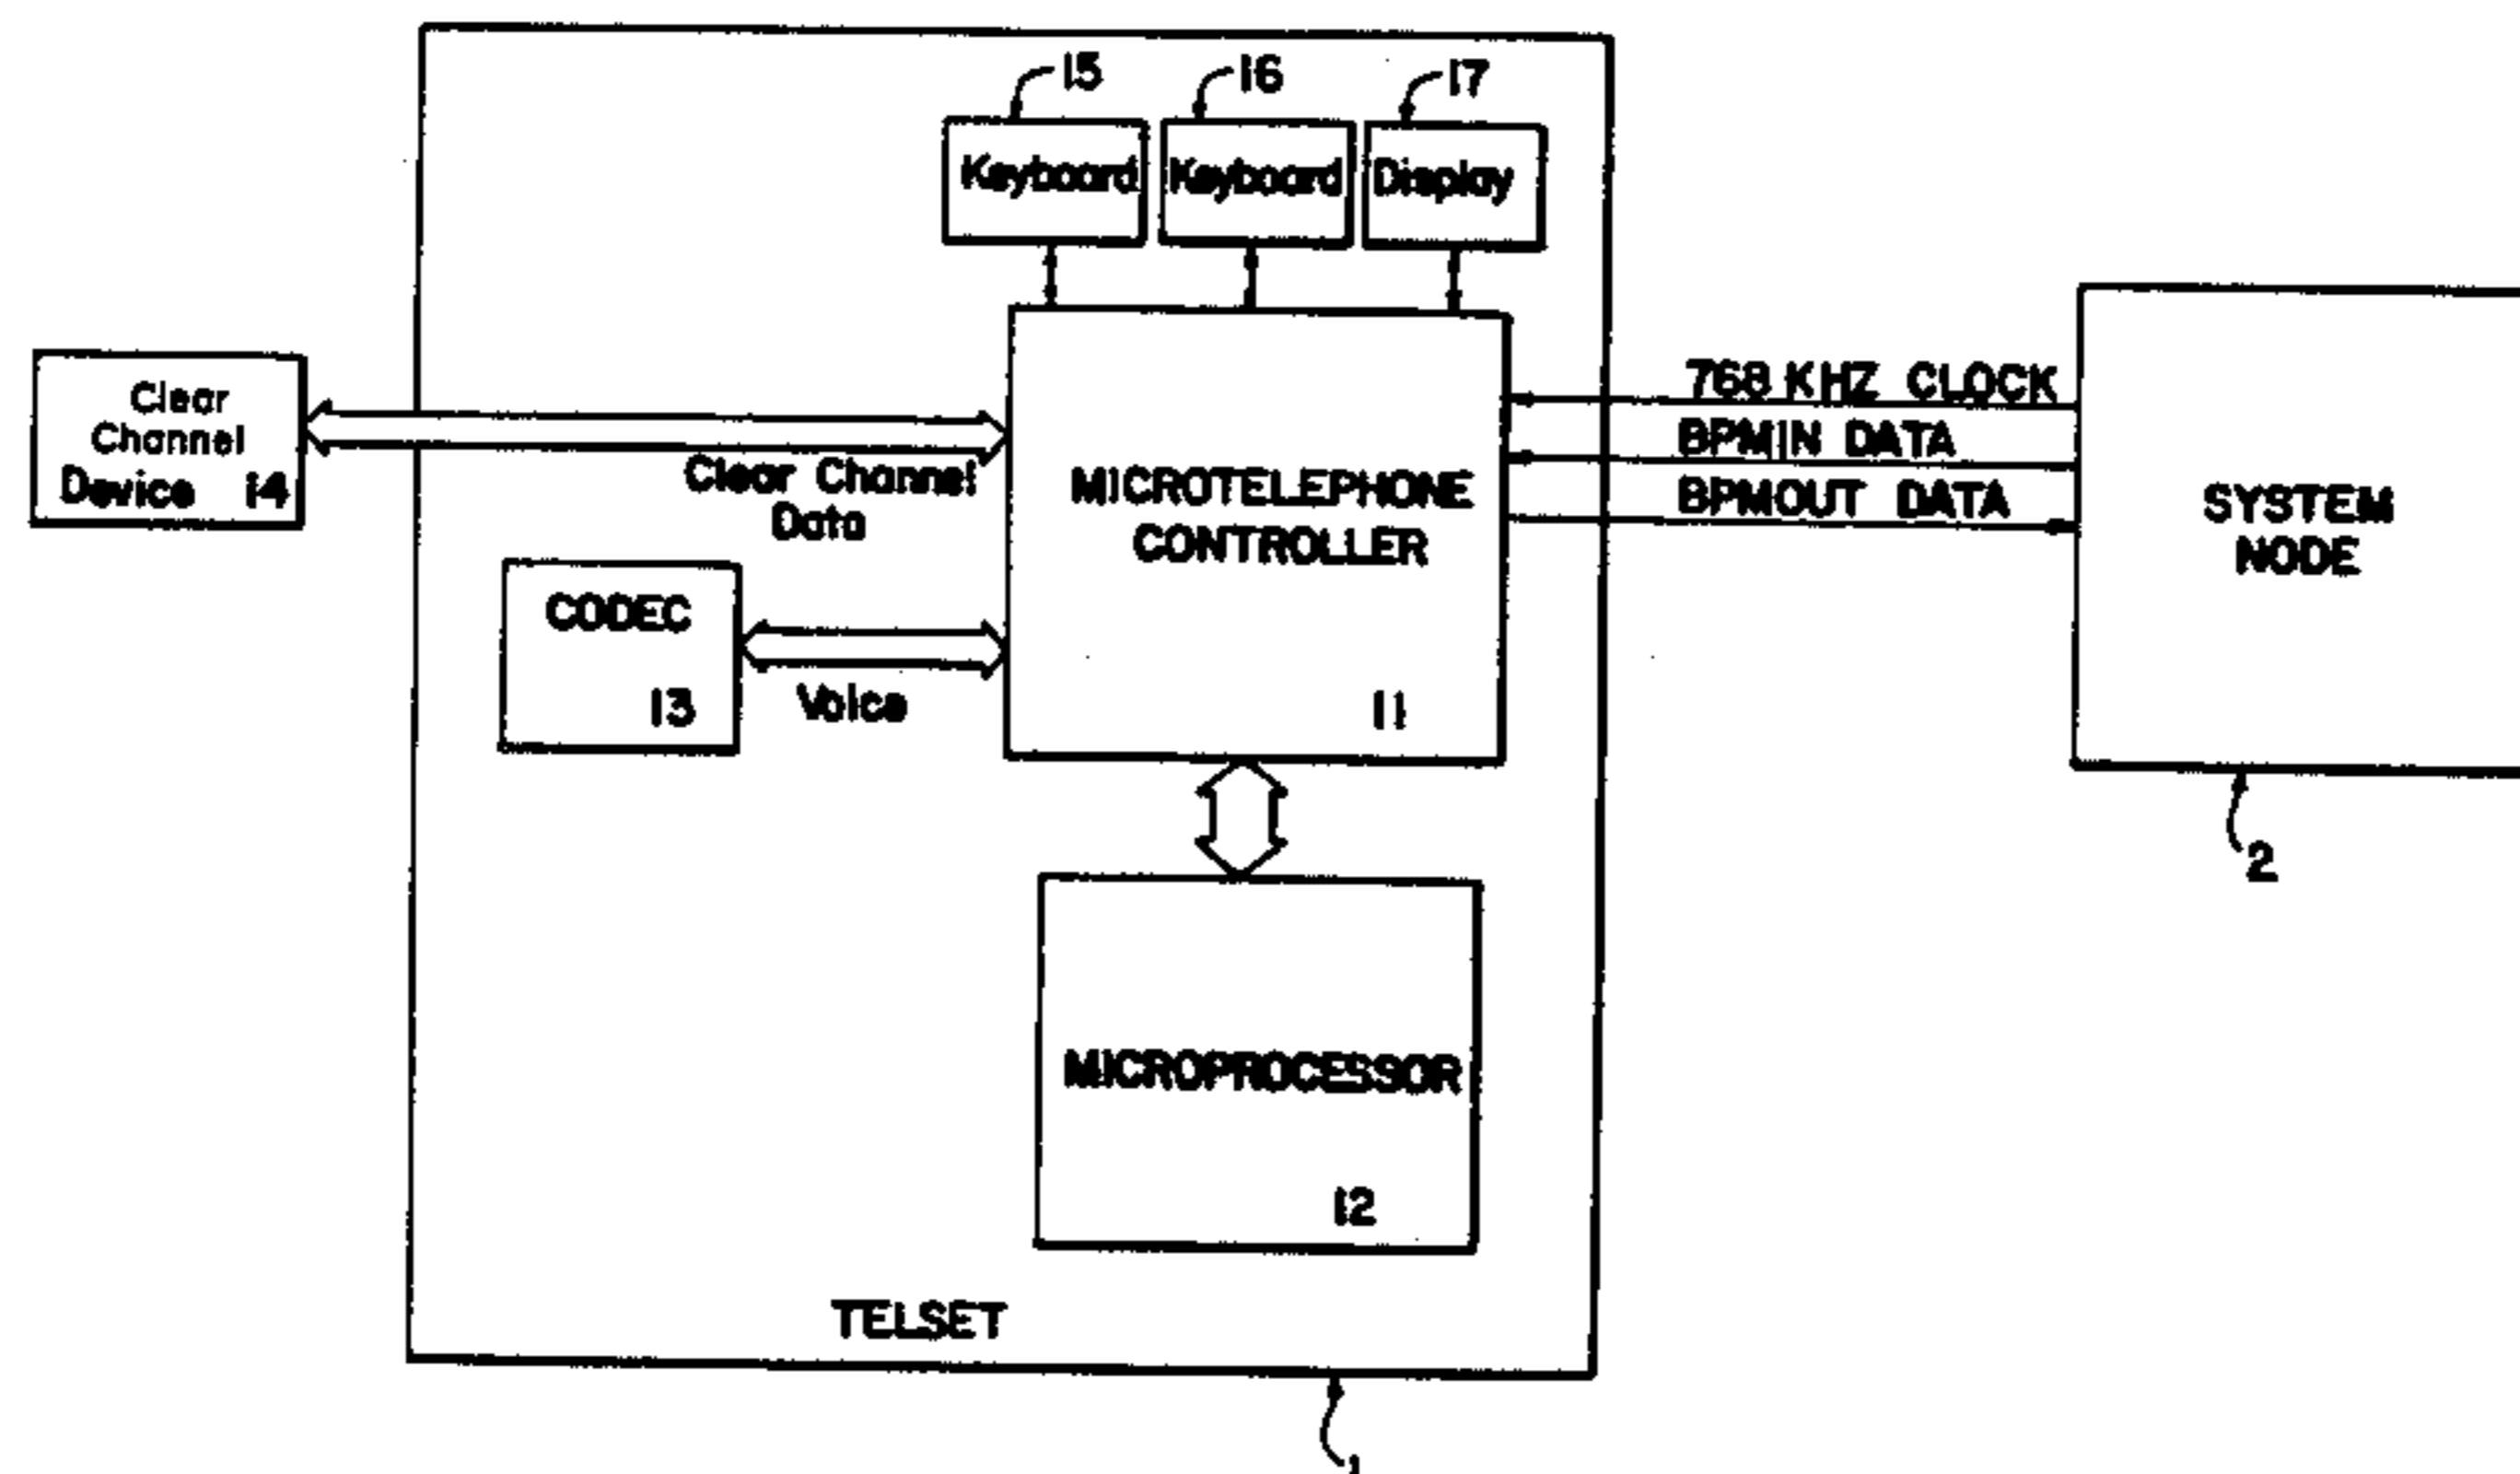 15
16
17
Keyboard
Keyboard
Display
Clear
Channel
Device 14
Clear Channel
Data
MICROTELEPHONE
CONTROLLER
11
768 KHZ CLOCK
BPMIN DATA
BPMOUT DATA
SYSTEM
NODE
2
CODEC
13
Voice
MICROPROCESSOR
12
TELSET
1